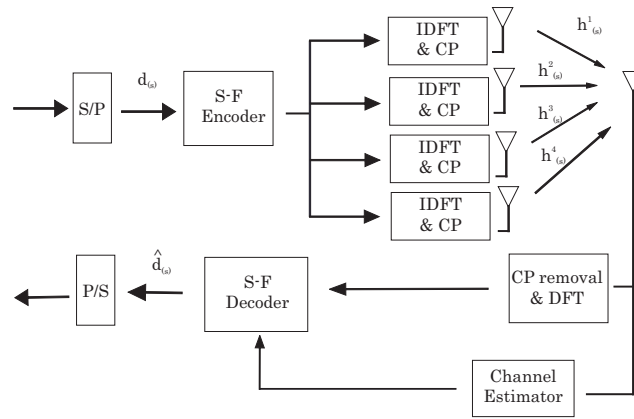 IDFT
& CP
h¹₍ₛ₎
S/P
d₍ₛ₎
S-F
Encoder
IDFT
& CP
h²₍ₛ₎
IDFT
& CP
h³₍ₛ₎
IDFT
& CP
h⁴₍ₛ₎
P/S
d̂₍ₛ₎
S-F
Decoder
CP removal
& DFT
Channel
Estimator